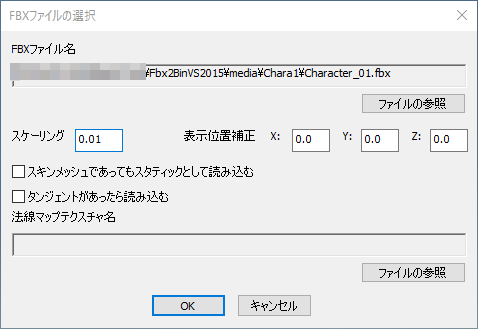 FBXファイルの選択
FBXファイル名
¥Fbx2BinVS2015¥media¥Chara1¥Character_01.fbx
ファイルの参照
スケーリング 0.01 表示位置補正 X: 0.0 Y: 0.0 Z: 0.0
スキンメッシュであってもスタティックとして読み込む
タンジェントがあったら読み込む
法線マップテクスチャ名
ファイルの参照
OK キャンセル